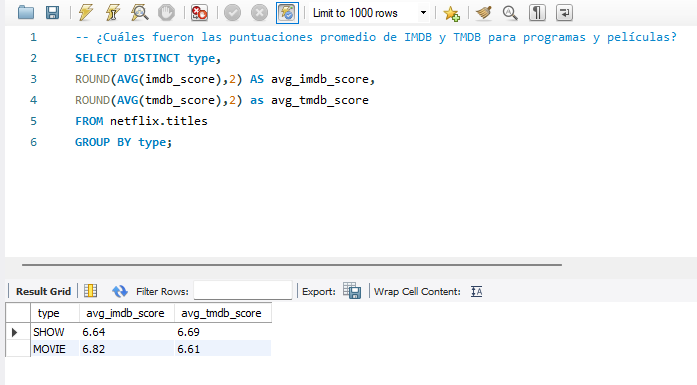 Limit to 1000 rows
1 -- ¿Cuáles fueron las puntuaciones promedio de IMDB y TMDB para programas y películas?
2 SELECT DISTINCT type,
3 ROUND(AVG(imdb_score),2) AS avg_imdb_score,
4 ROUND(AVG(tmdb_score),2) as avg_tmdb_score
5 FROM netflix.titles
6 GROUP BY type;
Result Grid Filter Rows: Export: Wrap Cell Content:
type avg_imdb_score avg_tmdb_score
SHOW 6.64 6.69
MOVIE 6.82 6.61